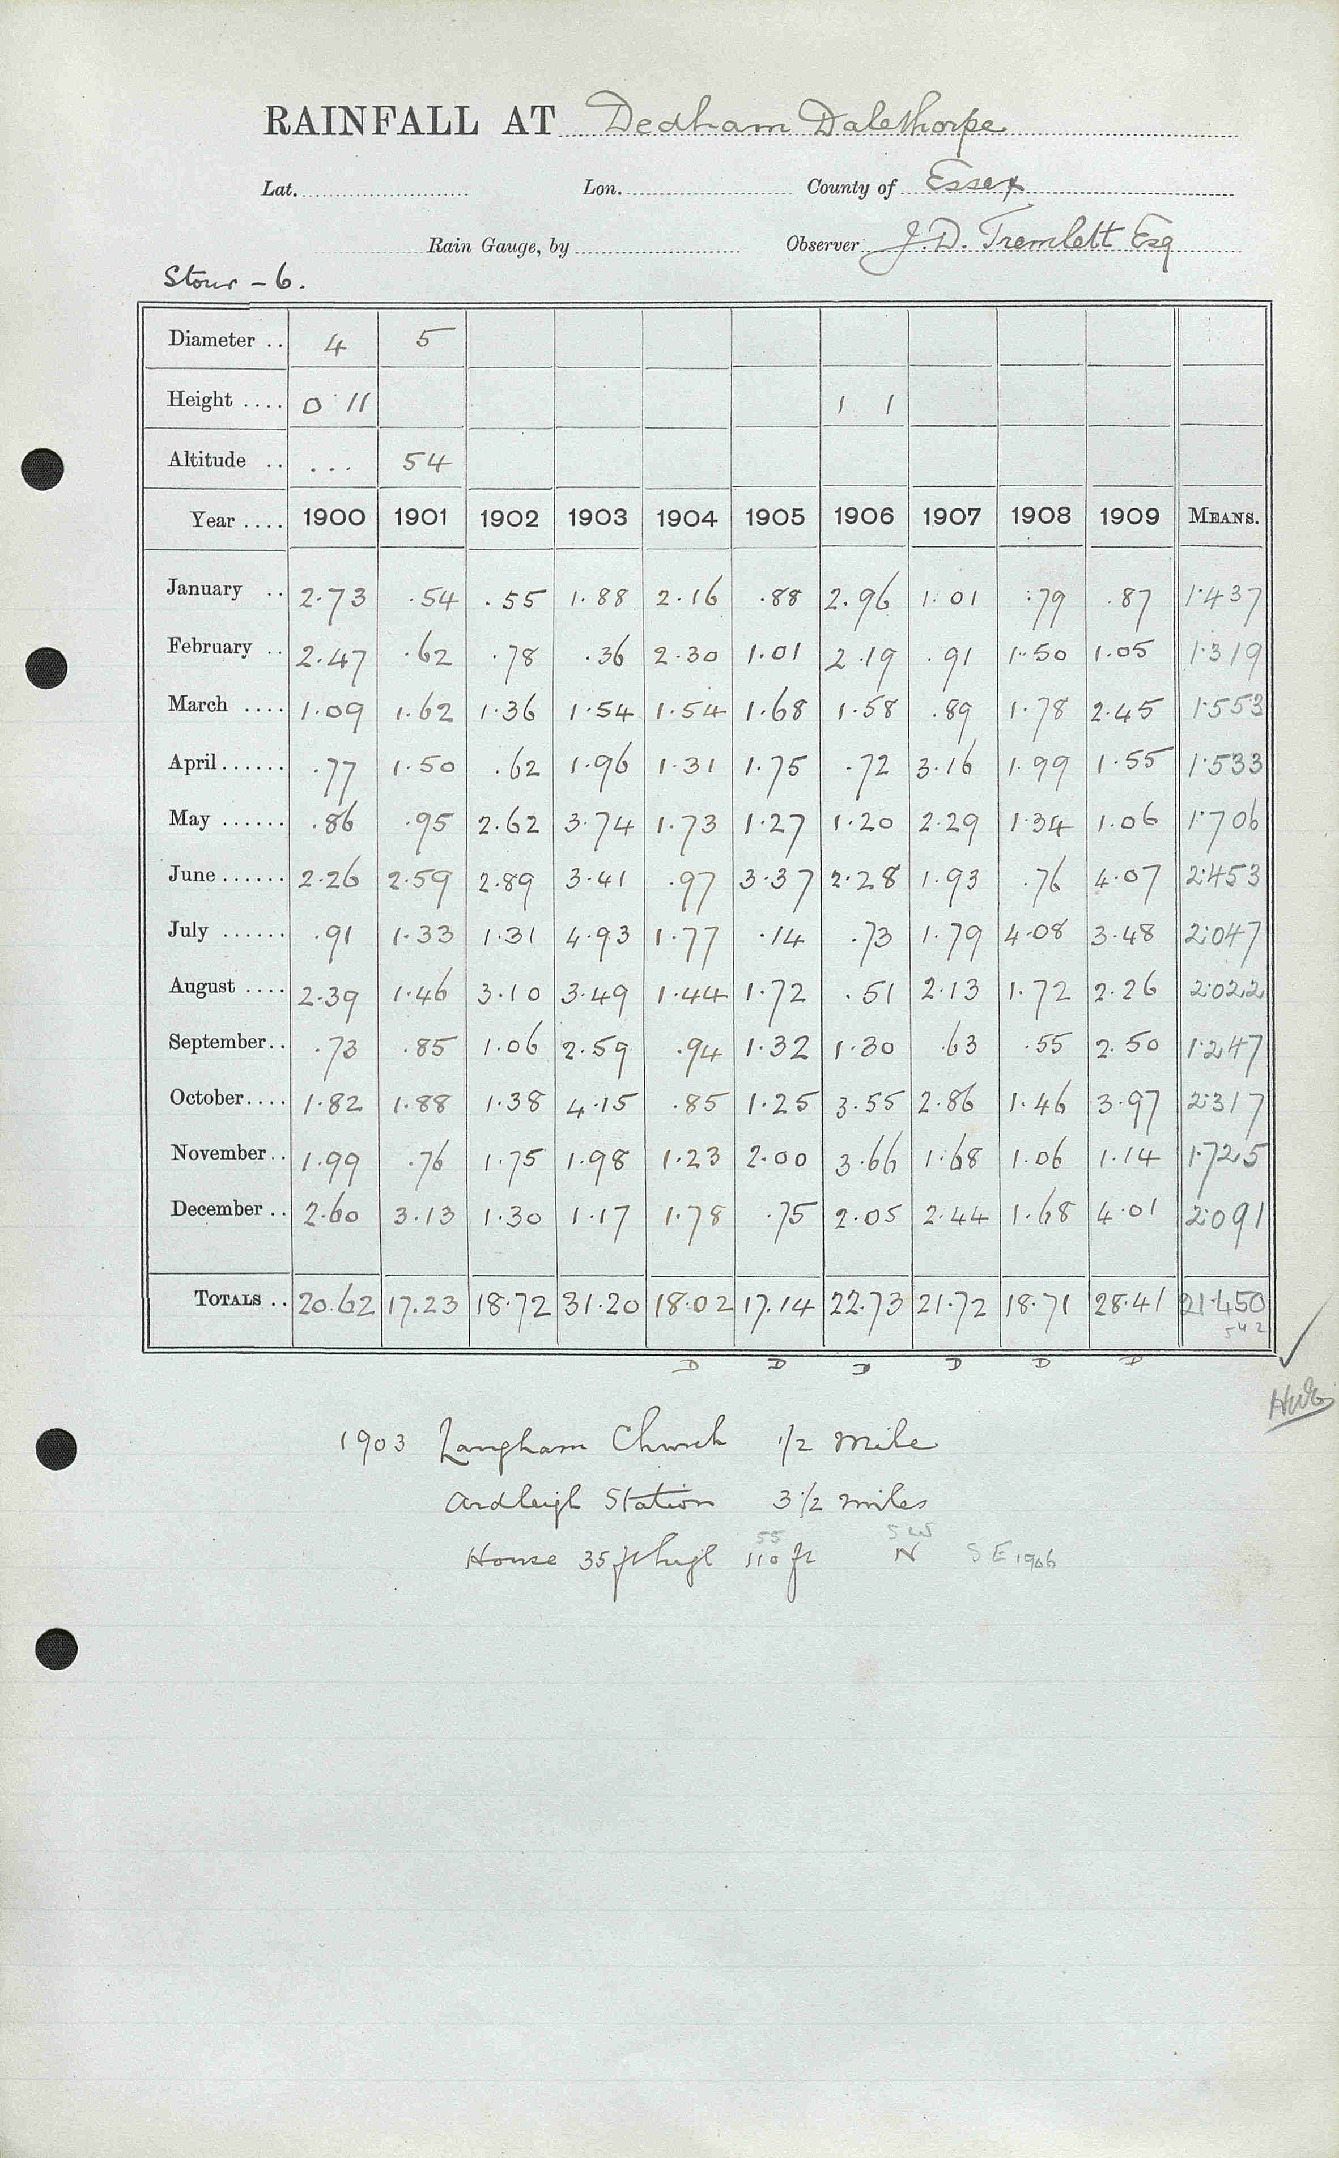 RAINFALL AT Dedham Dalethorpe
Lat. Lon. County of Essex
Rain Gauge, by Observer J. D. Tremlett Esq
Stour - 6.
Diameter .. 4 5
Height .... 0 11 1 1
Altitude .. ... 54
Year .... 1900 1901 1902 1903 1904 1905 1906 1907 1908 1909 MEANS.
January .. 2.73 .54 .55 1.88 2.16 .88 2.96 1.01 .79 .87 1.437
February .. 2.47 .62 .78 .36 2.30 1.01 2.19 .91 1.50 1.05 1.319
March .... 1.09 1.62 1.36 1.54 1.54 1.68 1.58 .89 1.78 2.45 1.553
April...... .77 1.50 .62 1.96 1.31 1.75 .72 3.16 1.99 1.55 1.533
May ...... .86 .95 2.62 3.74 1.73 1.27 1.20 2.29 1.34 1.06 1.706
June...... 2.26 2.59 2.89 3.41 .97 3.37 2.28 1.93 .76 4.07 2.453
July ...... .91 1.33 1.31 4.93 1.77 .14 .73 1.79 4.08 3.48 2.047
August .... 2.39 1.46 3.10 3.49 1.44 1.72 .51 2.13 1.72 2.26 2.022
September.. .73 .85 1.06 2.59 .94 1.32 1.30 .63 .55 2.50 1.247
October.... 1.82 1.88 1.38 4.15 .85 1.25 3.55 2.86 1.46 3.97 2.317
November.. 1.99 .76 1.75 1.98 1.23 2.00 3.66 1.68 1.06 1.14 1.725
December .. 2.60 3.13 1.30 1.17 1.78 .75 2.05 2.44 1.68 4.01 2.091
TOTALS .. 20.62 17.23 18.72 31.20 18.02 17.14 22.73 21.72 18.71 28.41 21.450
542
D D D D D D
1903 Langham Church 1/2 mile
Ardleigh Station 3 1/2 miles
55
House 35 ft high 110 ft N SE 1906